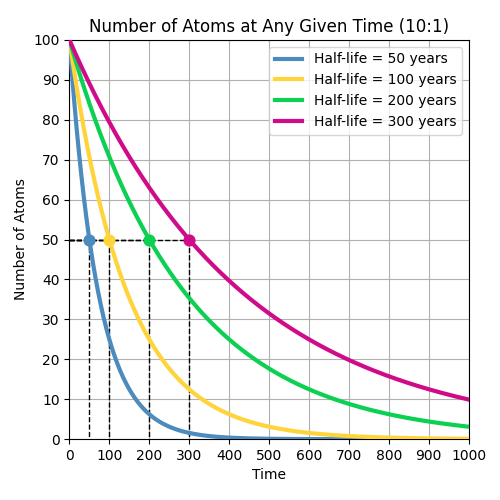 Number of Atoms at Any Given Time (10:1)
Half-life = 50 years
Half-life = 100 years
Half-life = 200 years
Half-life = 300 years
Number of Atoms
100
90
80
70
60
50
40
30
20
10
0
0 100 200 300 400 500 600 700 800 900 1000
Time